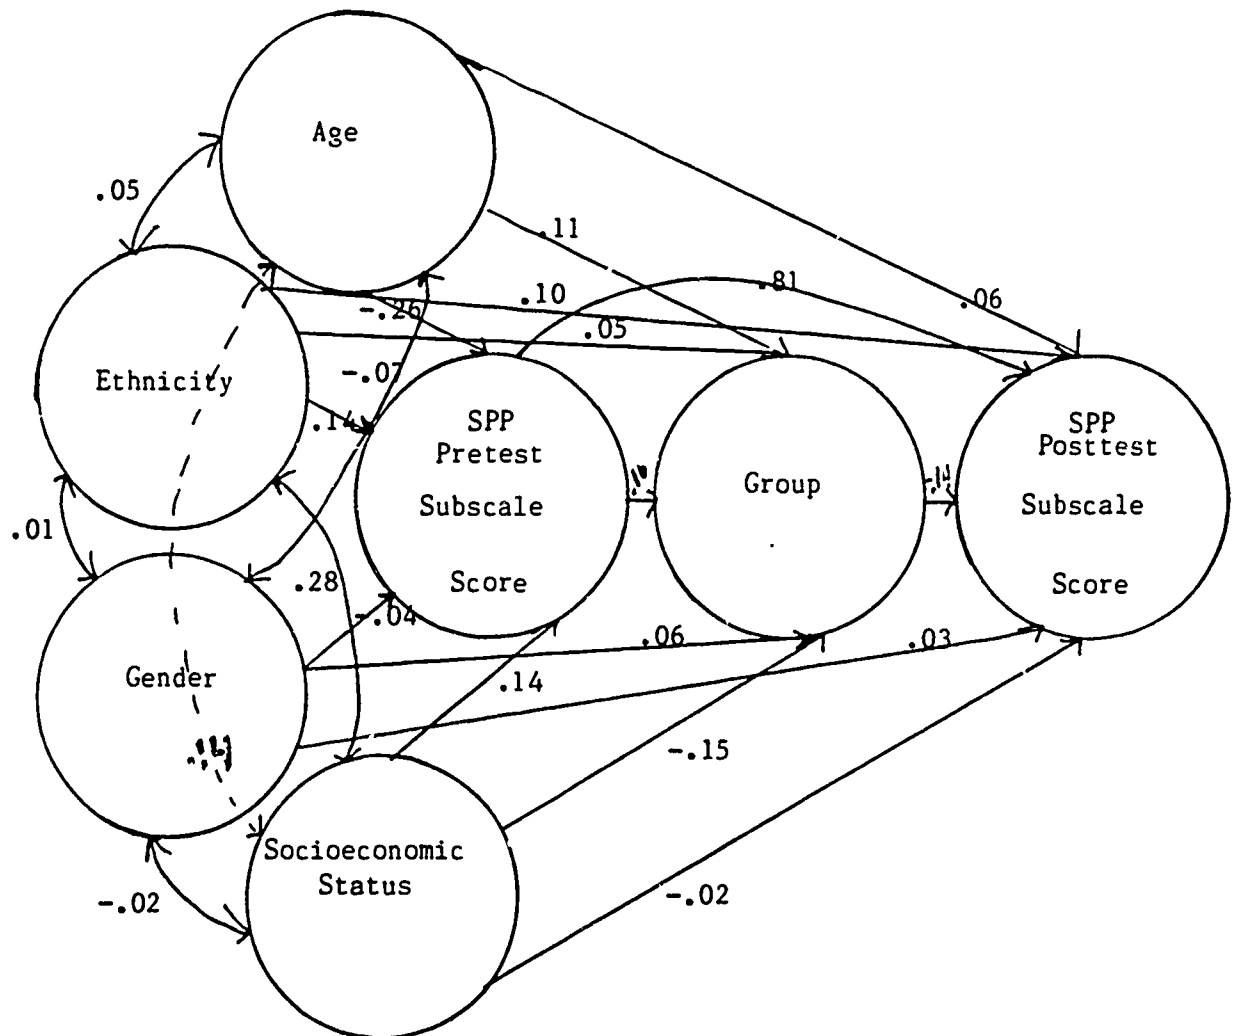 Age
.05
.11
.81
.06
-.26
.10
.05
Ethnicity
-.07
.14
SPP
Pretest
Subscale
Score
Group
SPP
Posttest
Subscale
Score
.01
.28
-.04
.06
.03
Gender
.14
-.15
Socioeconomic
Status
-.02
-.02